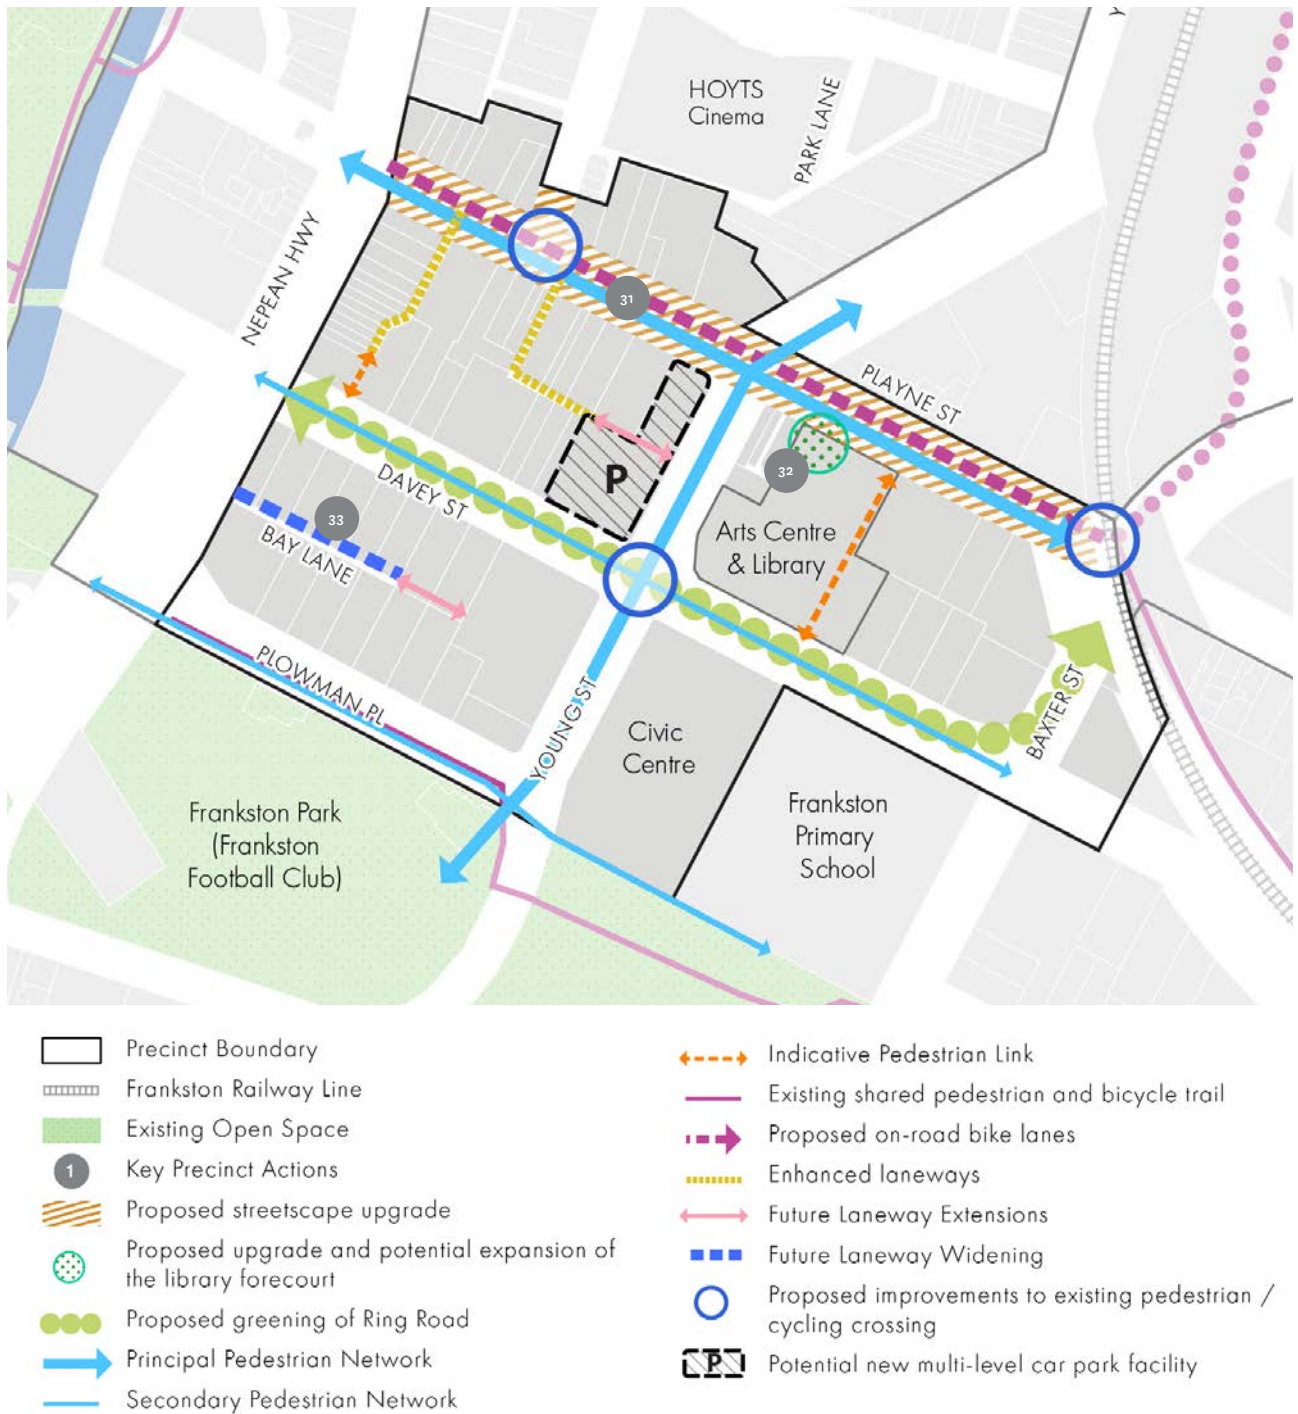 Y
HOYTS
Cinema
PARK LANE
NEPEAN HWY
31
PLAYNE ST
32
P
DAVEY ST
33
BAY LANE
Arts Centre
& Library
PLOWMAN PL
YOUNG ST
Civic
Centre
BAXTER ST
Frankston Park
(Frankston
Football Club)
Frankston
Primary
School
Precinct Boundary
Frankston Railway Line
Existing Open Space
1
Key Precinct Actions
Proposed streetscape upgrade
Proposed upgrade and potential expansion of
the library forecourt
Proposed greening of Ring Road
Principal Pedestrian Network
Secondary Pedestrian Network
Indicative Pedestrian Link
Existing shared pedestrian and bicycle trail
Proposed on-road bike lanes
Enhanced laneways
Future Laneway Extensions
Future Laneway Widening
Proposed improvements to existing pedestrian /
cycling crossing
P
Potential new multi-level car park facility